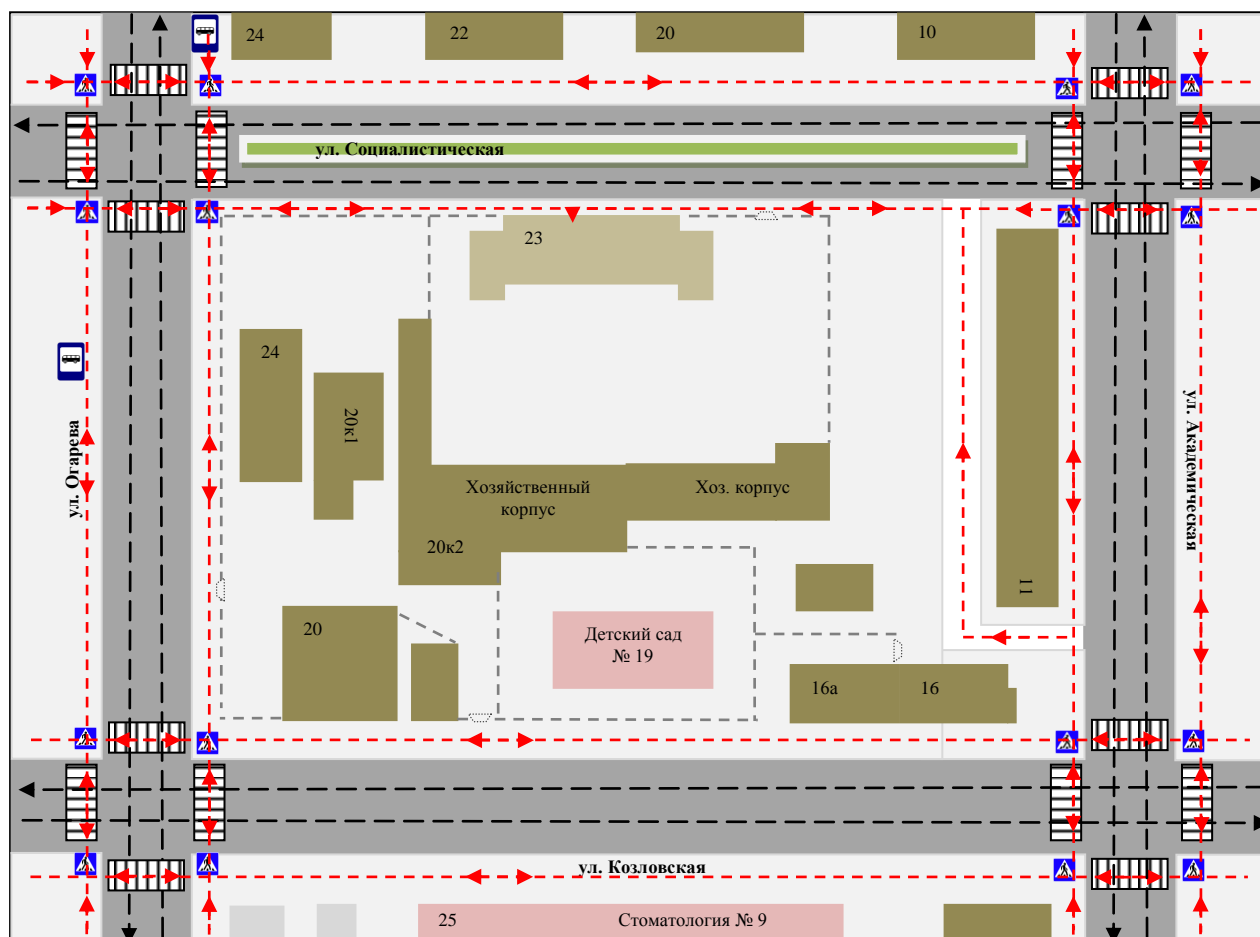 24
22
20
10
ул. Социалистическая
23
24
20к1
ул. Огарева
ул. Академическая
Хозяйственный
корпус
Хоз. корпус
20к2
11
20
Детский сад
№ 19
16а
16
ул. Козловская
25
Стоматология № 9